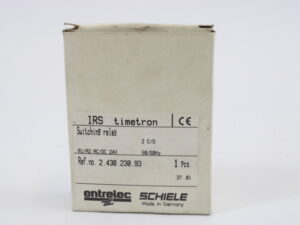 IRS timetron CE
Switching relay
2 C/O
A1/A2 AC/DC 24V 50/60Hz
Ref.no. 2.430.230.93 1 Pcs.
37.01
entrelec SCHIELE
Made in Germany